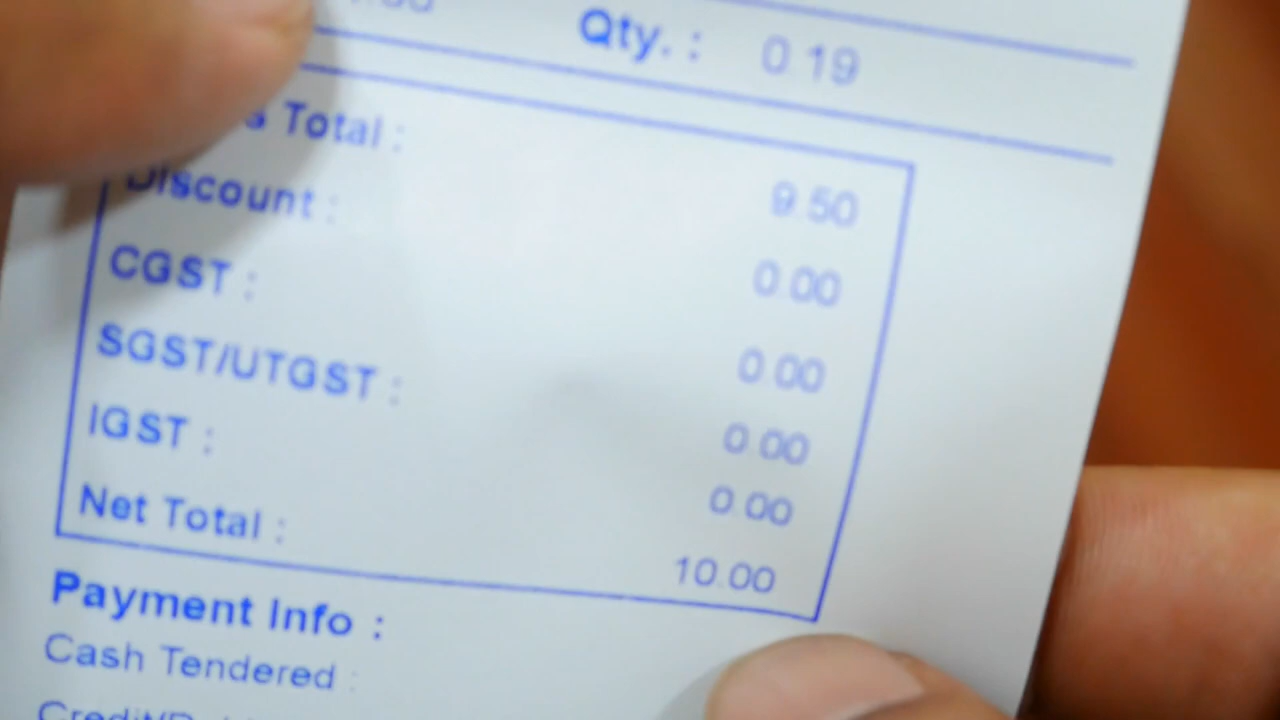 Qty. : 0.19
Total : 9.50
Discount : 0.00
CGST : 0.00
SGST/UTGST : 0.00
IGST : 0.00
Net Total : 10.00
Payment Info :
Cash Tendered :